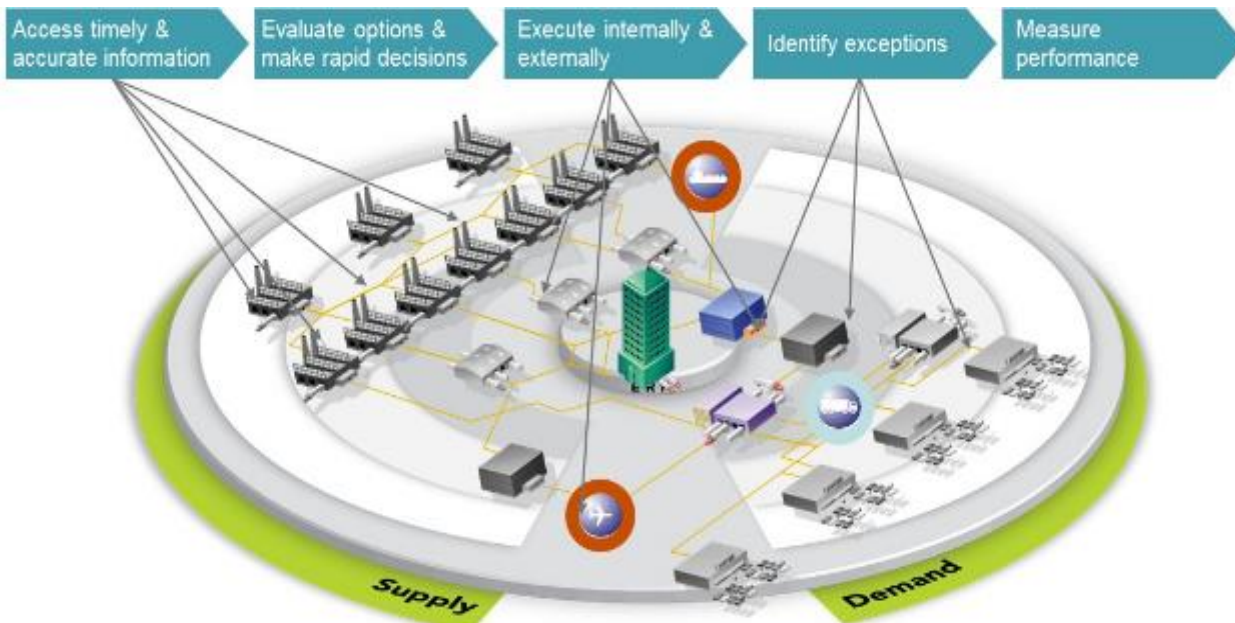 Access timely &
accurate information
Evaluate options &
make rapid decisions
Execute internally &
externally
Identify exceptions
Measure
performance
Supply
Demand